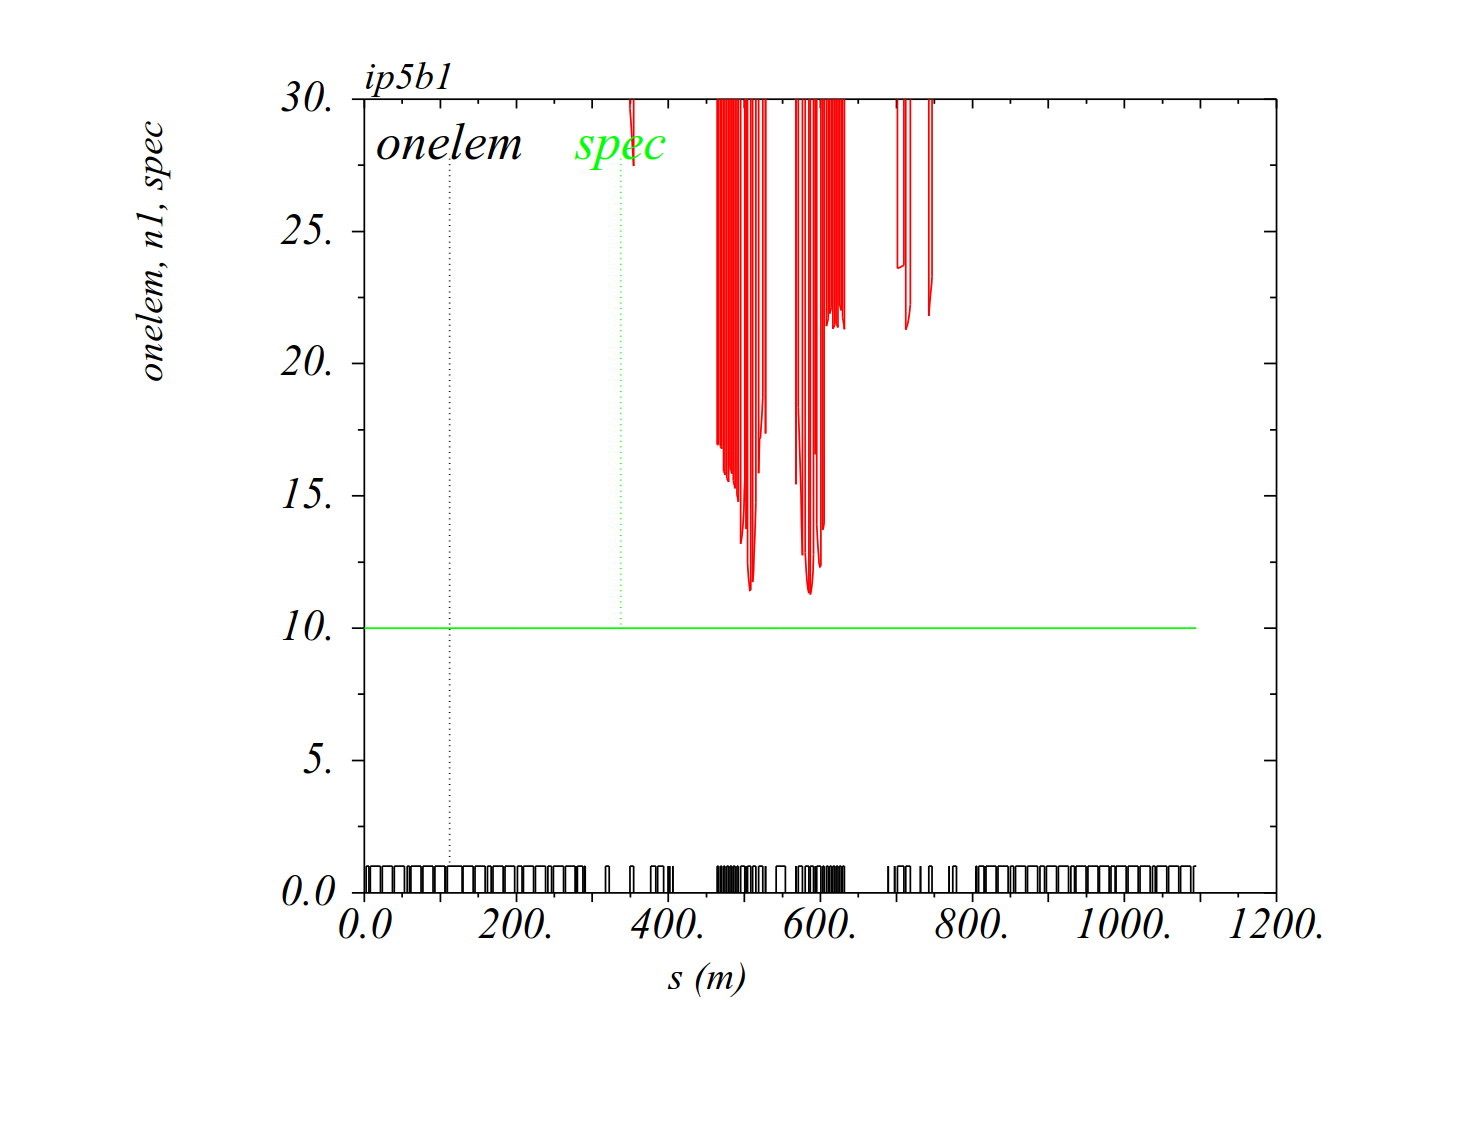 ip5b1
onelem, n1, spec
onelem spec
30.
25.
20.
15.
10.
5.
0.0
0.0 200. 400. 600. 800. 1000. 1200.
s (m)